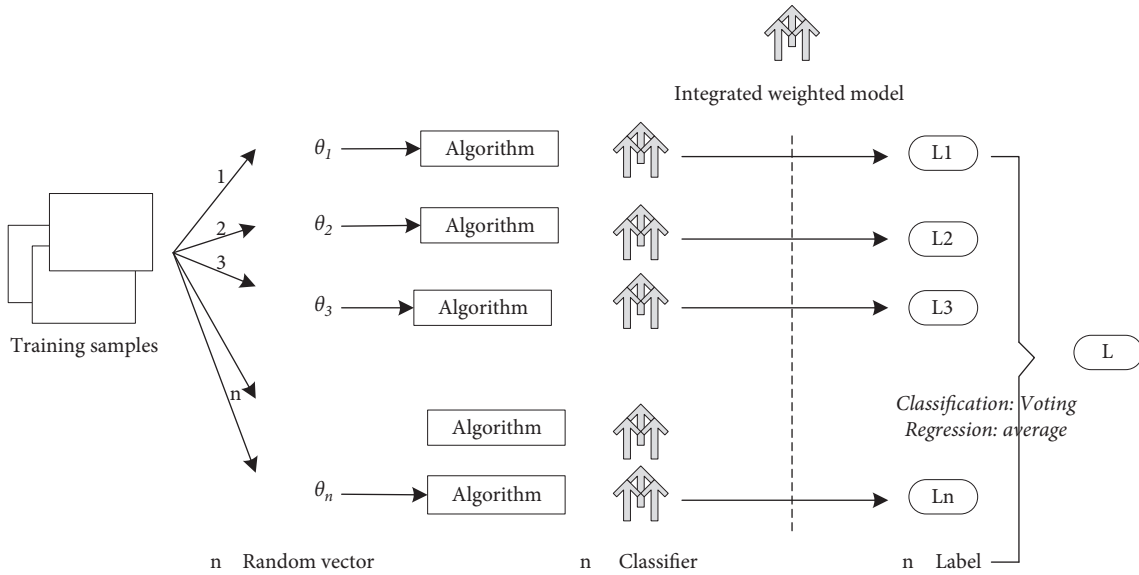 Integrated weighted model
θ1 Algorithm L1
1
θ2 Algorithm L2
2
3
θ3 Algorithm L3
Training samples
L
n
Classification: Voting
Regression: average
Algorithm
θn Algorithm Ln
n Random vector n Classifier n Label